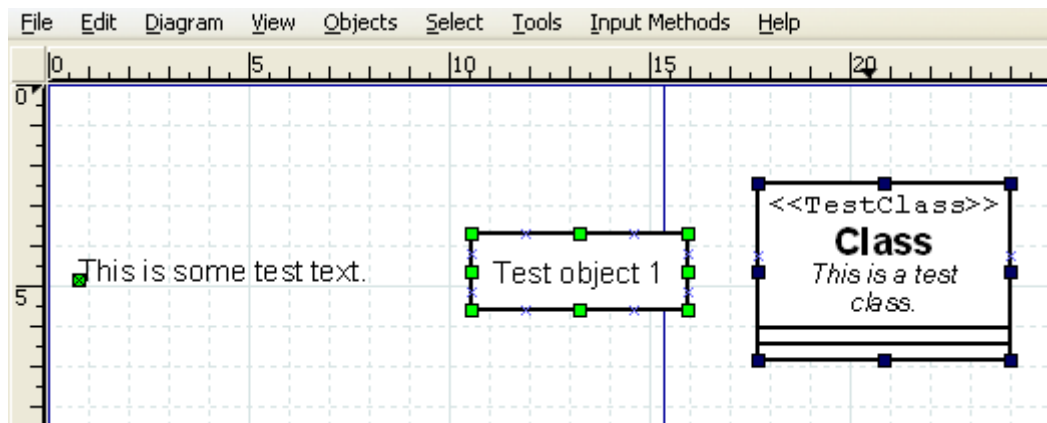 File Edit Diagram View Objects Select Tools Input Methods Help
0 5 10 15 20
0
<<TestClass>>
Class
This is some test text.
Test object 1
This is a test
class.
5